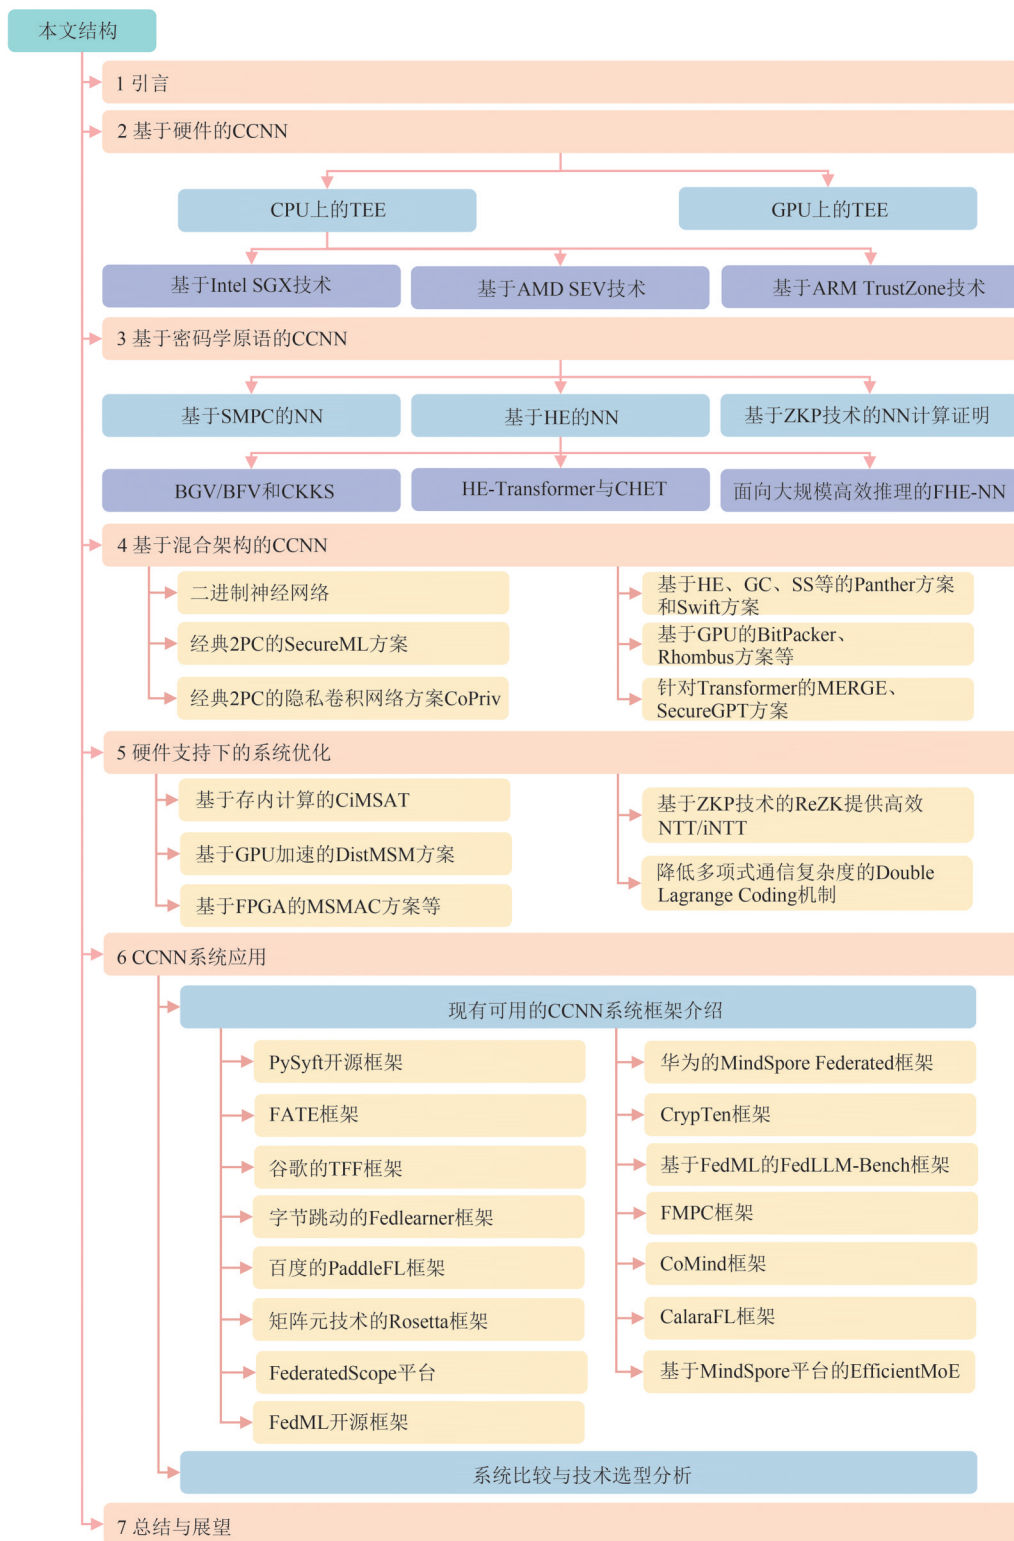 本文结构
1 引言
2 基于硬件的CCNN
CPU上的TEE
GPU上的TEE
基于Intel SGX技术
基于AMD SEV技术
基于ARM TrustZone技术
3 基于密码学原语的CCNN
基于SMPC的NN
基于HE的NN
基于ZKP技术的NN计算证明
BGV/BFV和CKKS
HE-Transformer与CHET
面向大规模高效推理的FHE-NN
4 基于混合架构的CCNN
二进制神经网络
经典2PC的SecureML方案
经典2PC的隐私卷积网络方案CoPriv
基于HE、GC、SS等的Panther方案
和Swift方案
基于GPU的BitPacker、
Rhombus方案等
针对Transformer的MERGE、
SecureGPT方案
5 硬件支持下的系统优化
基于存内计算的CiMSAT
基于GPU加速的DistMSM方案
基于FPGA的MSMAC方案等
基于ZKP技术的ReZK提供高效
NTT/iNTT
降低多项式通信复杂度的Double
Lagrange Coding机制
6 CCNN系统应用
现有可用的CCNN系统框架介绍
PySyft开源框架
FATE框架
谷歌的TFF框架
字节跳动的Fedlearner框架
百度的PaddleFL框架
矩阵元技术的Rosetta框架
FederatedScope平台
FedML开源框架
华为的MindSpore Federated框架
CrypTen框架
基于FedML的FedLLM-Bench框架
FMPC框架
CoMind框架
CalaraFL框架
基于MindSpore平台的EfficientMoE
系统比较与技术选型分析
7 总结与展望